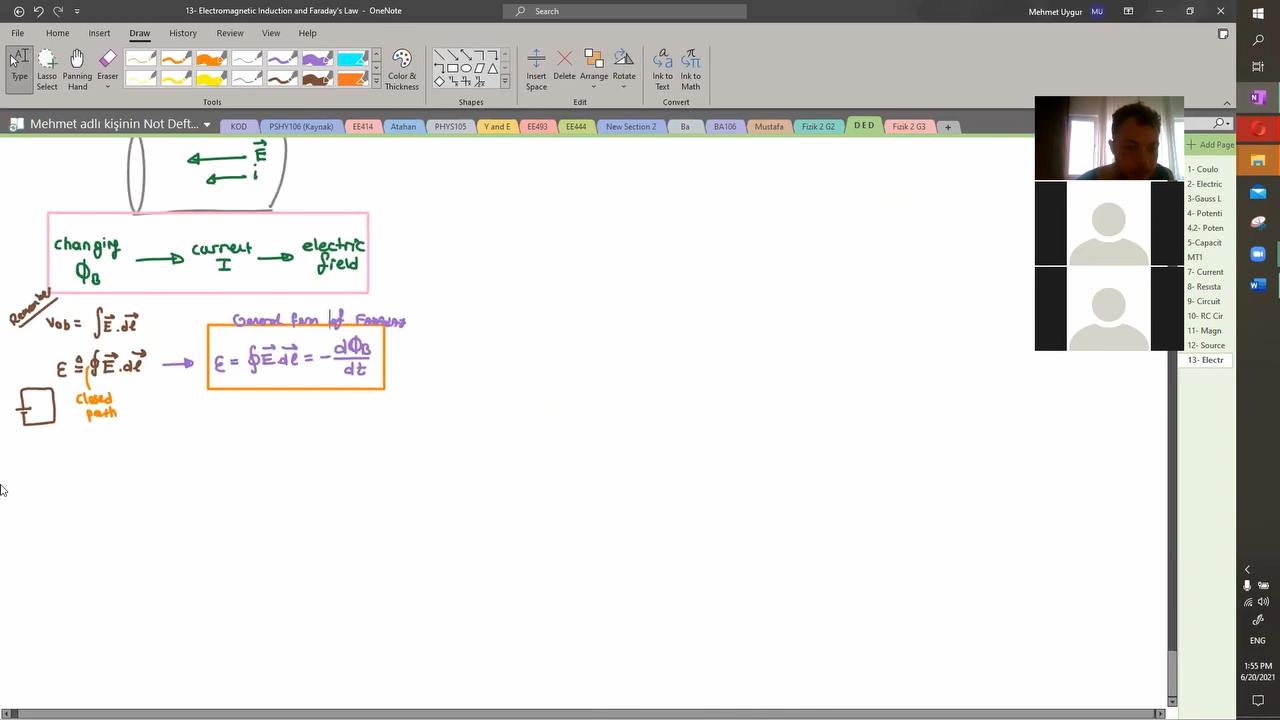 13- Electromagnetic Induction and Faraday's Law - OneNote
Search
Mehmet Uygur
MU
File Home Insert Draw History Review View Help
Type
Lasso Select
Panning Hand
Eraser
Color & Thickness
Insert Space
Delete
Arrange
Rotate
Ink to Text
Ink to Math
Tools Shapes Edit Convert
Mehmet adlı kişinin Not Deft...
KOD PSHY106 (Kaynak) EE414 Atahan PHYS105 Y and E EE493 EE444 New Section 2 Ba BA106 Mustafa Fizik 2 G2 D E D Fizik 2 G3 +
Add Page
1- Coulo
2- Electric
3-Gauss L
4- Potenti
4.2- Poten
5-Capacit
MT1
7- Current
8- Resista
9- Circuit
10- RC Cir
11- Magn
12- Source
13- Electr
E
i
changing ΦB → current I → electric field
Remember
Vab = ∫E.dl
ε ≙ ∮E.dl →
closed path
General form of FARADAY
ε = ∮E.dl = - dΦB/dt
ENG
1:55 PM
6/20/2021